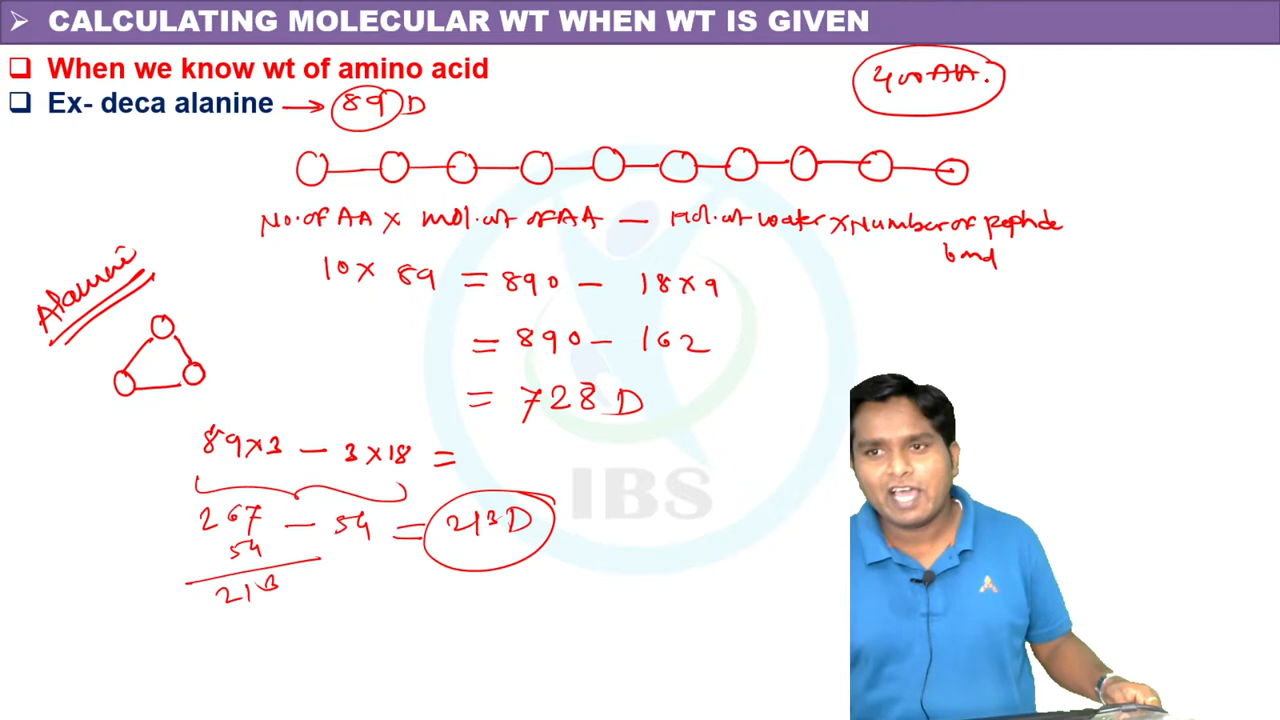 CALCULATING MOLECULAR WT WHEN WT IS GIVEN
When we know wt of amino acid
400 AA.
Ex- deca alanine → 89 D
No. of AA × mol. wt of AA — Mol. wt water × Number of peptide bond
10 × 89 = 890 — 18 × 9
= 890 — 162
= 728 D
Alanine
89 × 3 — 3 × 18 =
267 — 54 = 213 D
54
213
IBS